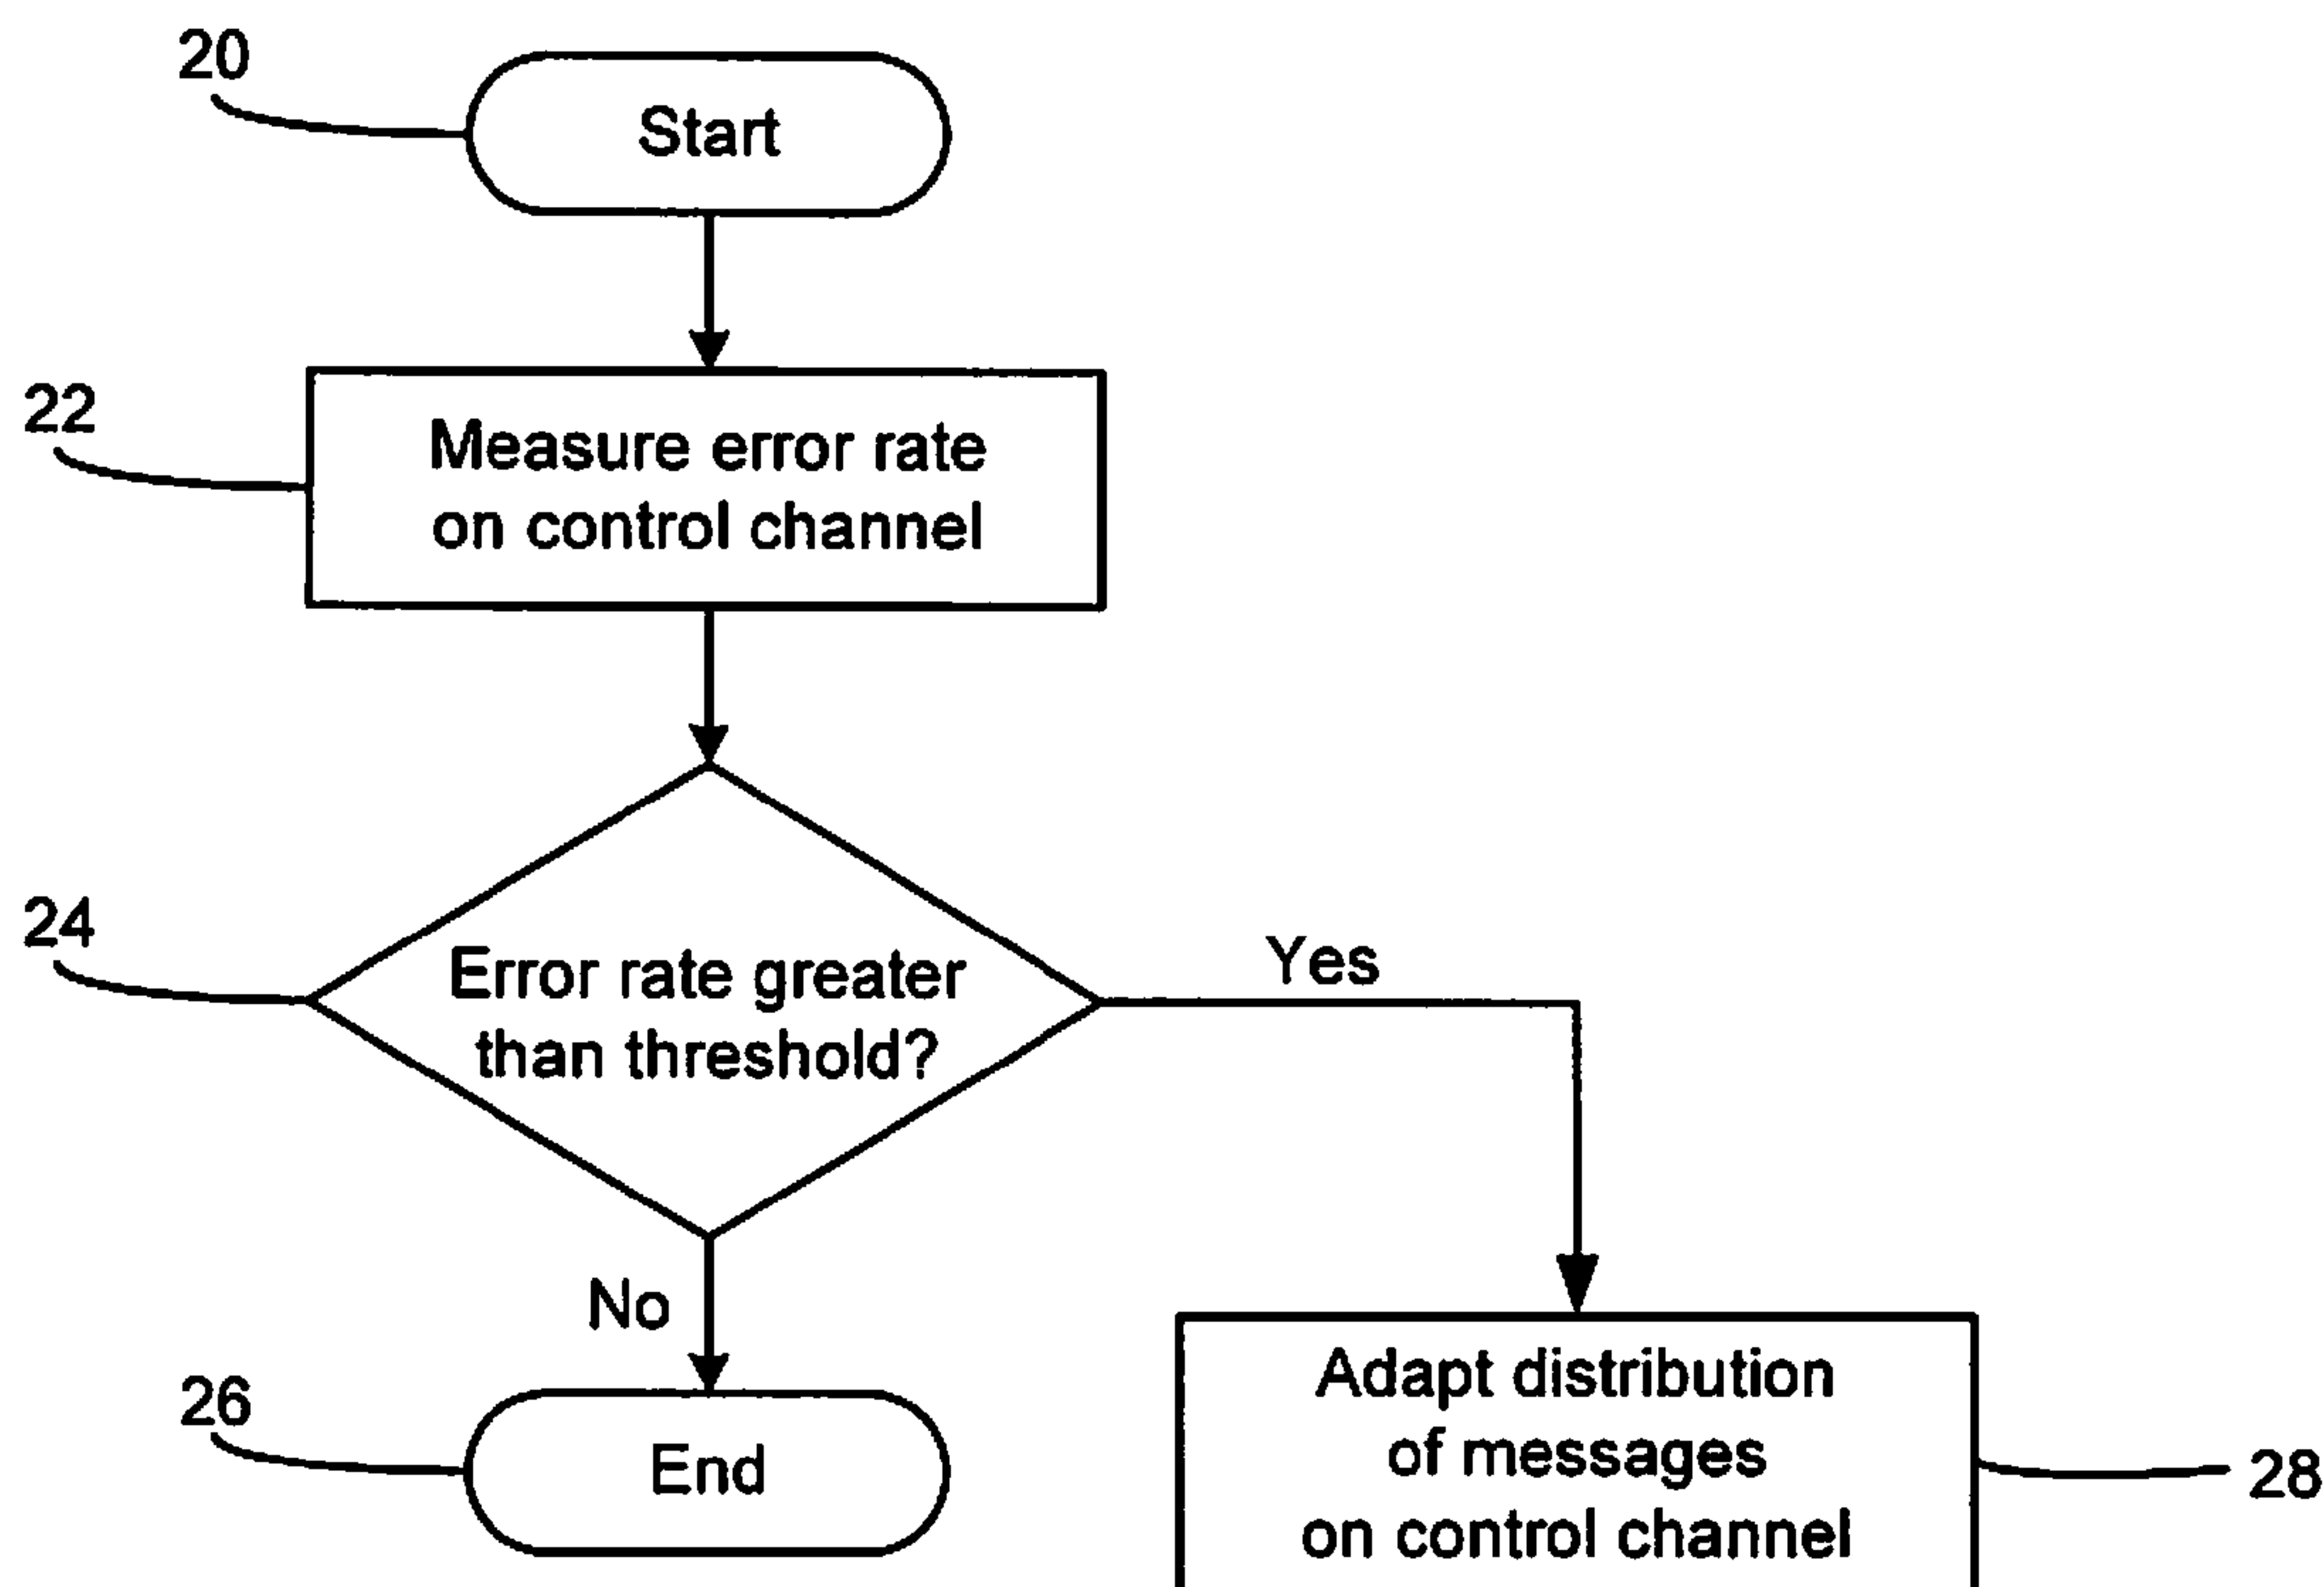 20
Start
22
Measure error rate
on control channel
24
Error rate greater
than threshold?
Yes
No
26
End
Adapt distribution
of messages
on control channel
28